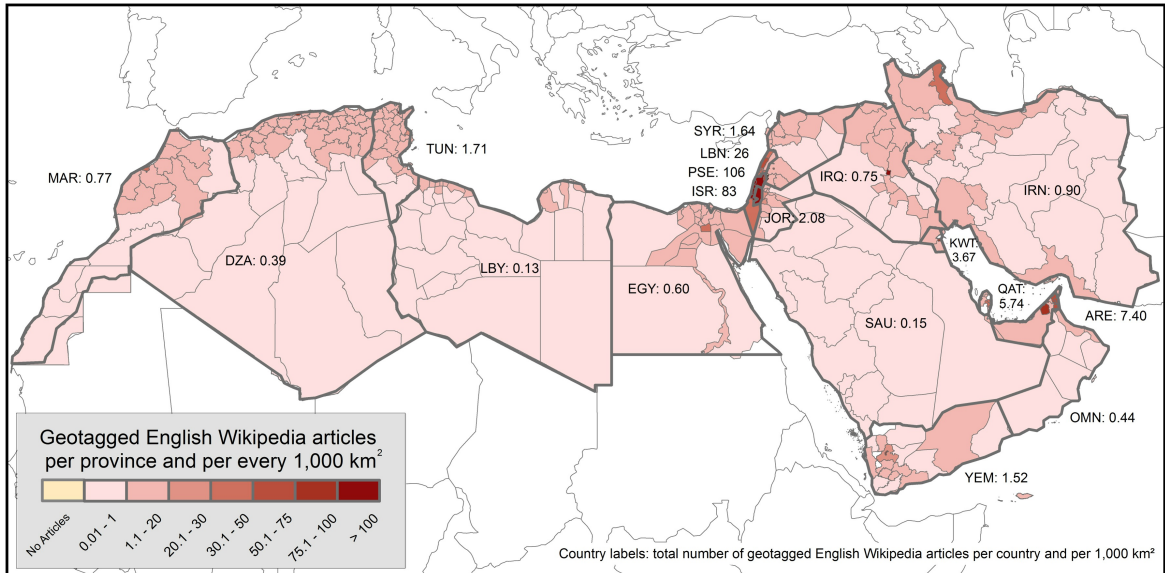 SYR: 1.64
TUN: 1.71
LBN: 26
MAR: 0.77
PSE: 106
IRQ: 0.75
ISR: 83
IRN: 0.90
JOR: 2.08
KWT:
3.67
DZA: 0.39
LBY: 0.13
EGY: 0.60
QAT:
5.74
SAU: 0.15
ARE: 7.40
OMN: 0.44
YEM: 1.52
Geotagged English Wikipedia articles
per province and per every 1,000 km²
No Articles
0.01 - 1
1.1 - 20
20.1 - 30
30.1 - 50
50.1 - 75
75.1 - 100
> 100
Country labels: total number of geotagged English Wikipedia articles per country and per 1,000 km²